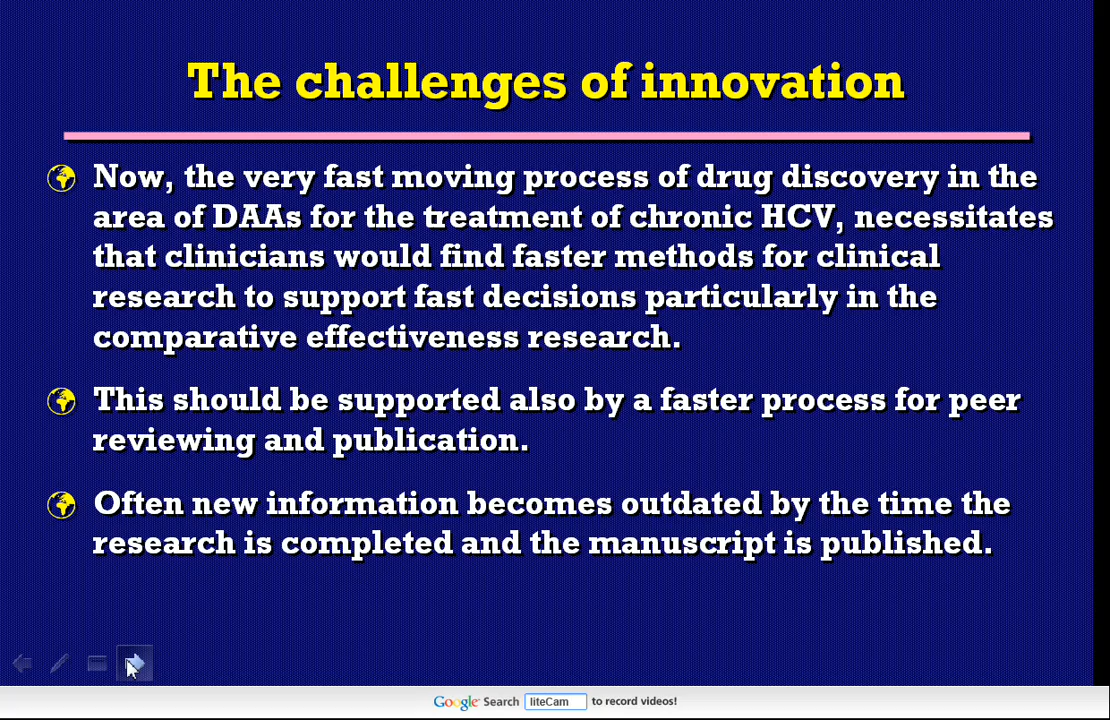 The challenges of innovation
Now, the very fast moving process of drug discovery in the
area of DAAs for the treatment of chronic HCV, necessitates
that clinicians would find faster methods for clinical
research to support fast decisions particularly in the
comparative effectiveness research.
This should be supported also by a faster process for peer
reviewing and publication.
Often new information becomes outdated by the time the
research is completed and the manuscript is published.
Google Search liteCam to record videos!